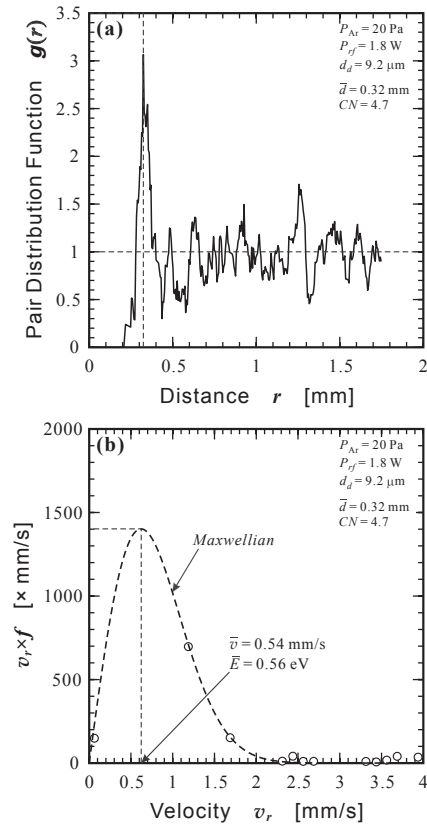 (a)
P_Ar = 20 Pa
P_rf = 1.8 W
d_d = 9.2 μm
d̅ = 0.32 mm
CN = 4.7
Pair Distribution Function g(r)
3.5
3
2.5
2
1.5
1
0.5
0
0 0.5 1 1.5 2
Distance r [mm]
(b)
P_Ar = 20 Pa
P_rf = 1.8 W
d_d = 9.2 μm
d̅ = 0.32 mm
CN = 4.7
Maxwellian
v̅ = 0.54 mm/s
E̅ = 0.56 eV
v_r×f [× mm/s]
2000
1500
1000
500
0
0 0.5 1 1.5 2 2.5 3 3.5 4
Velocity v_r [mm/s]